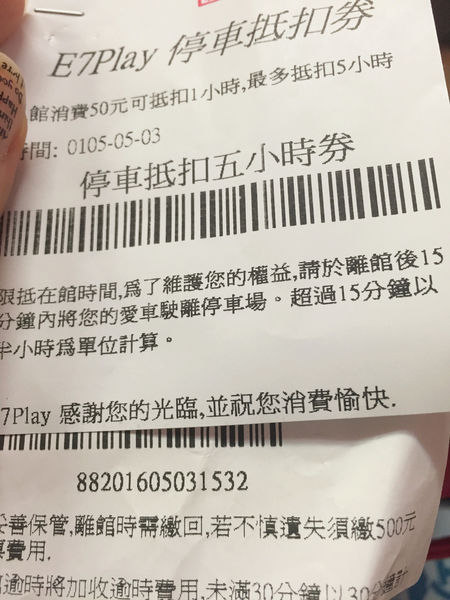 E7Play 停車抵扣券
館消費50元可抵扣1小時,最多抵扣5小時
時間: 0105-05-03
停車抵扣五小時券
限抵在館時間,為了維護您的權益,請於離館後15
分鐘內將您的愛車駛離停車場。超過15分鐘以
半小時為單位計算。
7Play 感謝您的光臨,並祝您消費愉快.
88201605031532
妥善保管,離館時需繳回,若不慎遺失須繳500元
費用.
逾時將加收逾時費用,未滿30分鐘以30分鐘計